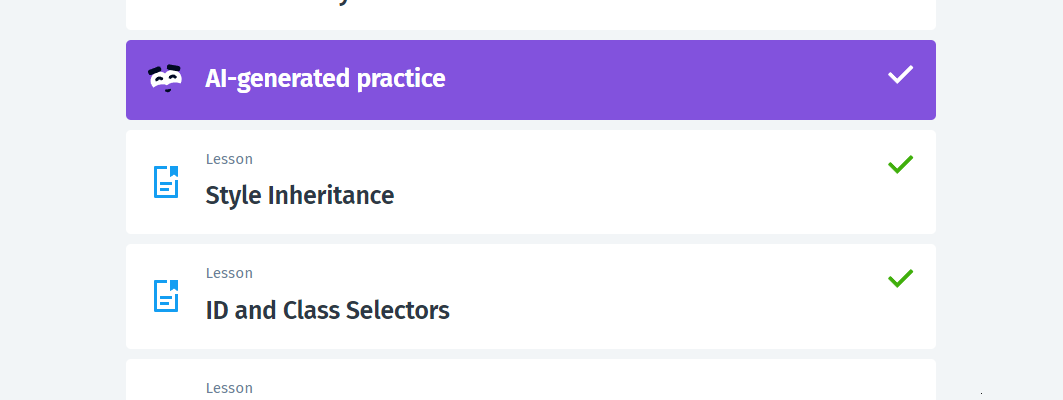 AI-generated practice
Lesson
Style Inheritance
Lesson
ID and Class Selectors
Lesson